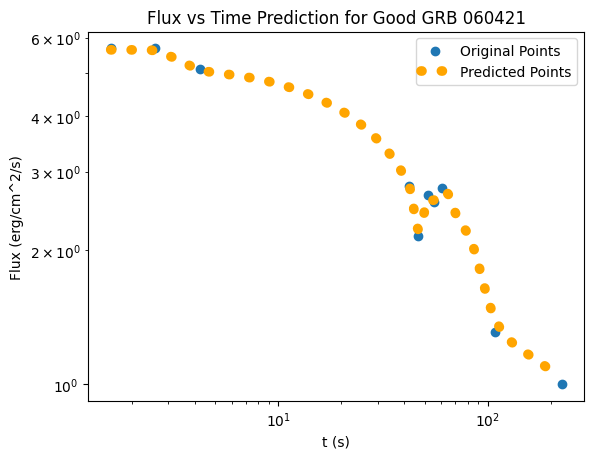 Flux vs Time Prediction for Good GRB 060421
Original Points
Predicted Points
6 × 10⁰
4 × 10⁰
3 × 10⁰
2 × 10⁰
10⁰
Flux (erg/cm^2/s)
10¹
10²
t (s)